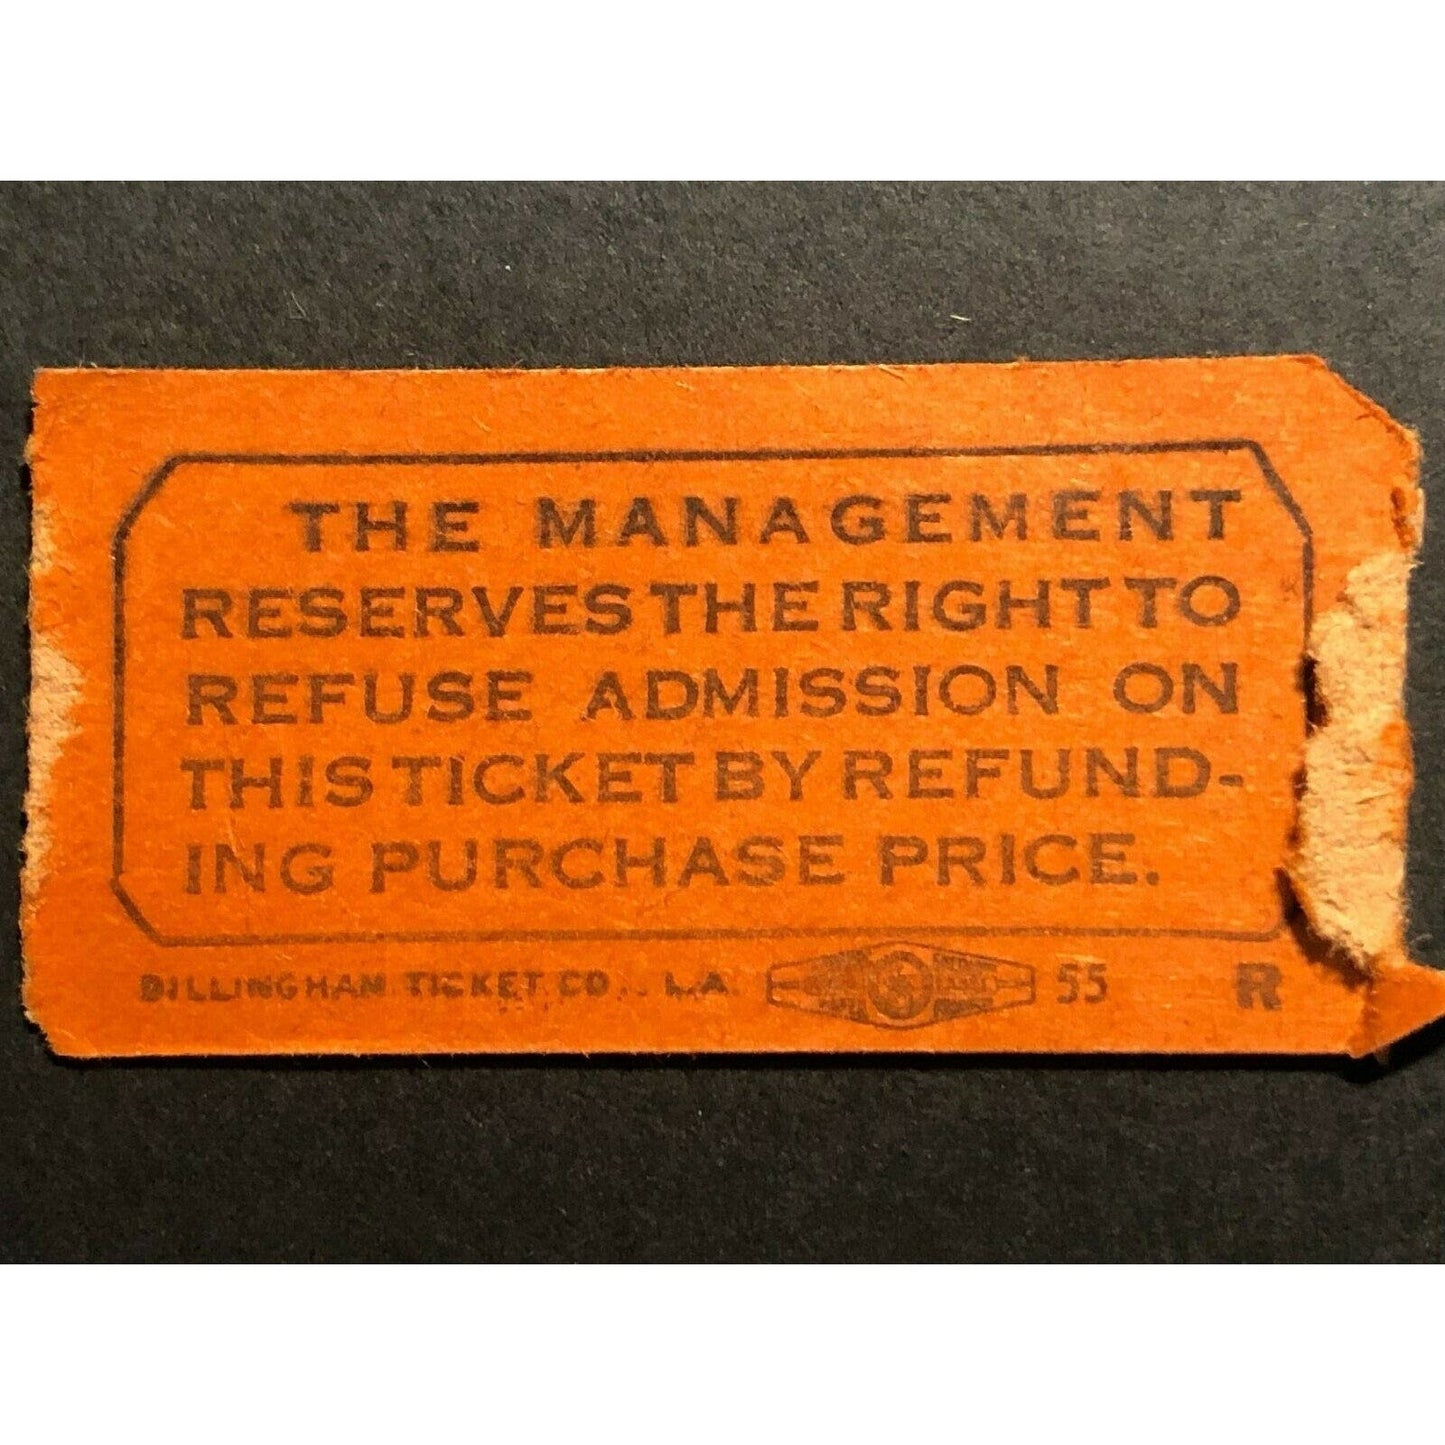 THE MANAGEMENT
RESERVES THE RIGHT TO
REFUSE ADMISSION ON
THIS TICKET BY REFUND-
ING PURCHASE PRICE.
DILLINGHAM TICKET CO., L.A. 55 R